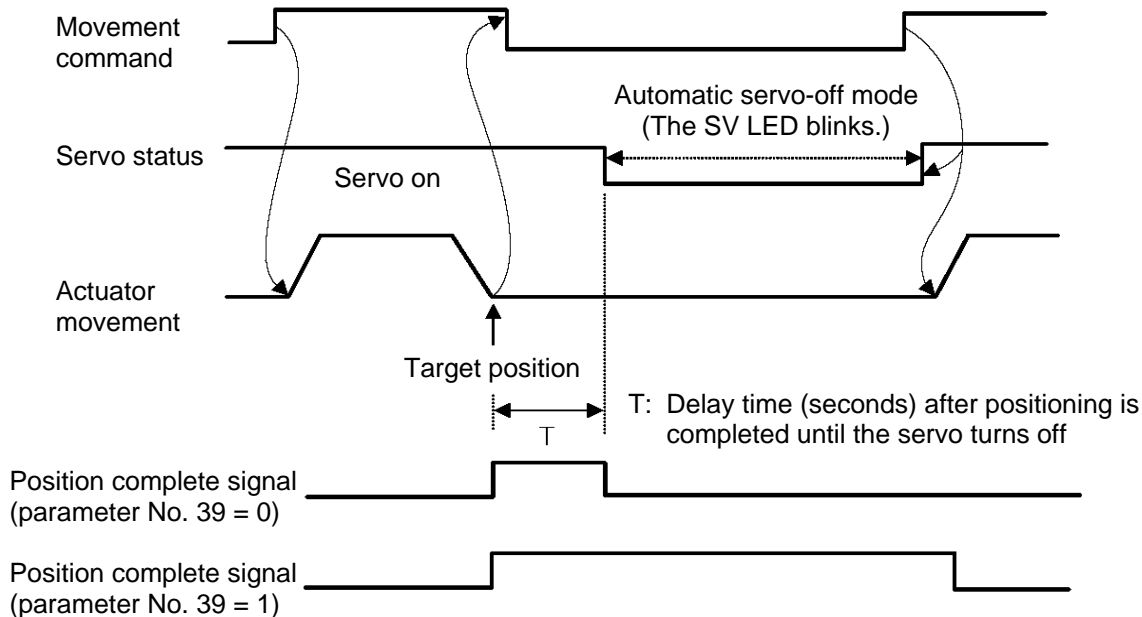 Movement
command
Automatic servo-off mode
(The SV LED blinks.)
Servo status
Servo on
Actuator
movement
Target position
T: Delay time (seconds) after positioning is
completed until the servo turns off
T
Position complete signal
(parameter No. 39 = 0)
Position complete signal
(parameter No. 39 = 1)